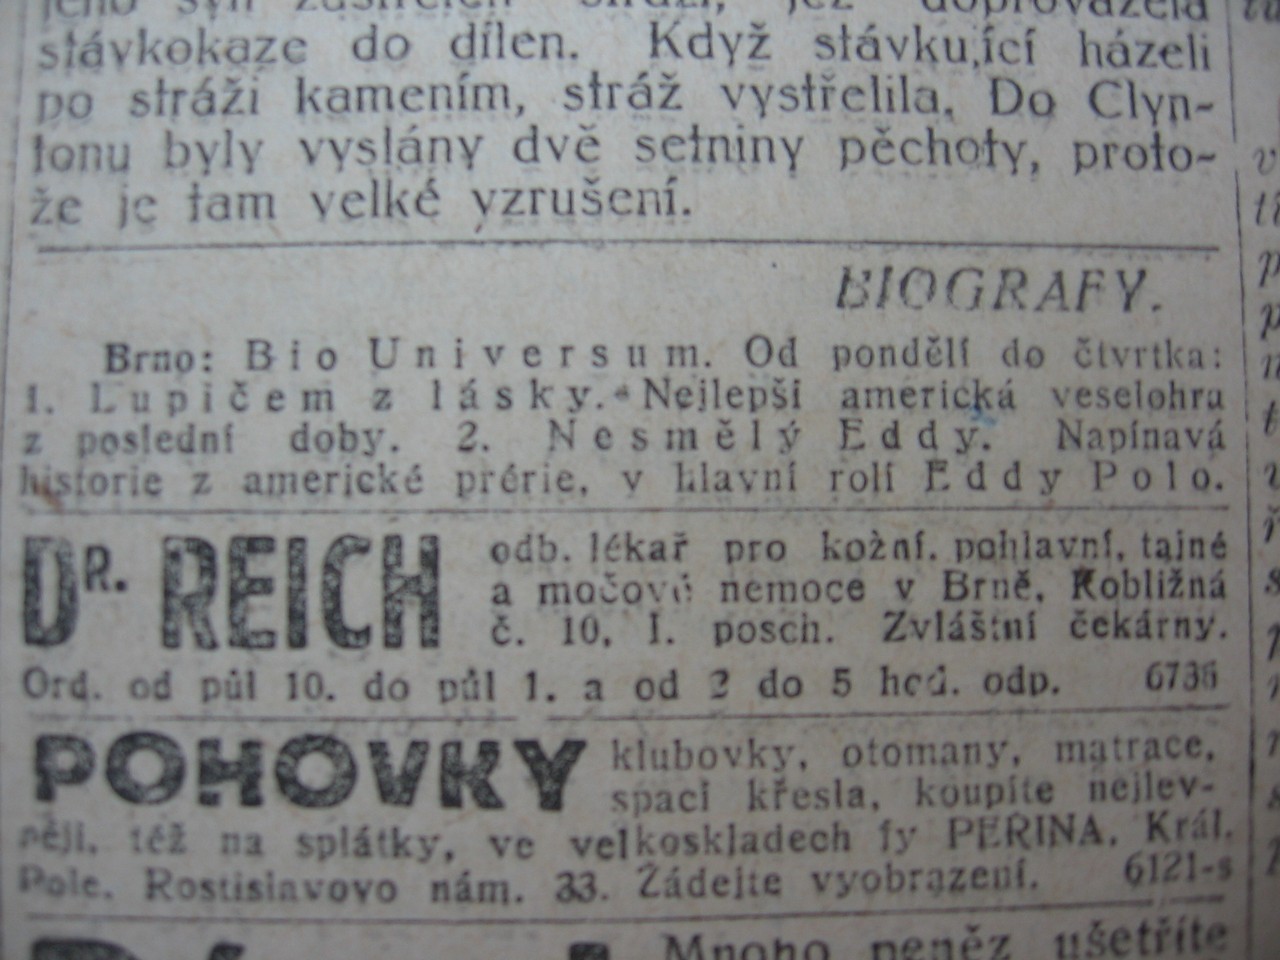 stávkokaze do dílen. Když stávkující házeli
po stráži kamením, stráž vystřelila. Do Clyn-
tonu byly vyslány dvě setniny pěchoty, proto-
že je tam velké vzrušení.
BIOGRAFY.
Brno: Bio Universum. Od pondělí do čtvrtka:
1. Lupičem z lásky. Nejlepší americká veselohra
z poslední doby. 2. Nesmělý Eddy. Napínavá
historie z americké prérie, v hlavní roli Eddy Polo.
DR. REICH
odb. lékař pro kožní, pohlavní, tajné
a močové nemoce v Brně, Kobližná
č. 10, I. posch. Zvláštní čekárny.
Ord. od půl 10. do půl 1. a od 2 do 5 hod. odp. 6736
POHOVKY
klubovky, otomany, matrace,
spací křesla, koupíte nejlev-
něji, též na splátky, ve velkoskladech fy PEŘINA, Král.
Pole, Rostislavovo nám. 33. Žádejte vyobrazení. 6121-s
Mnoho peněz ušetříte